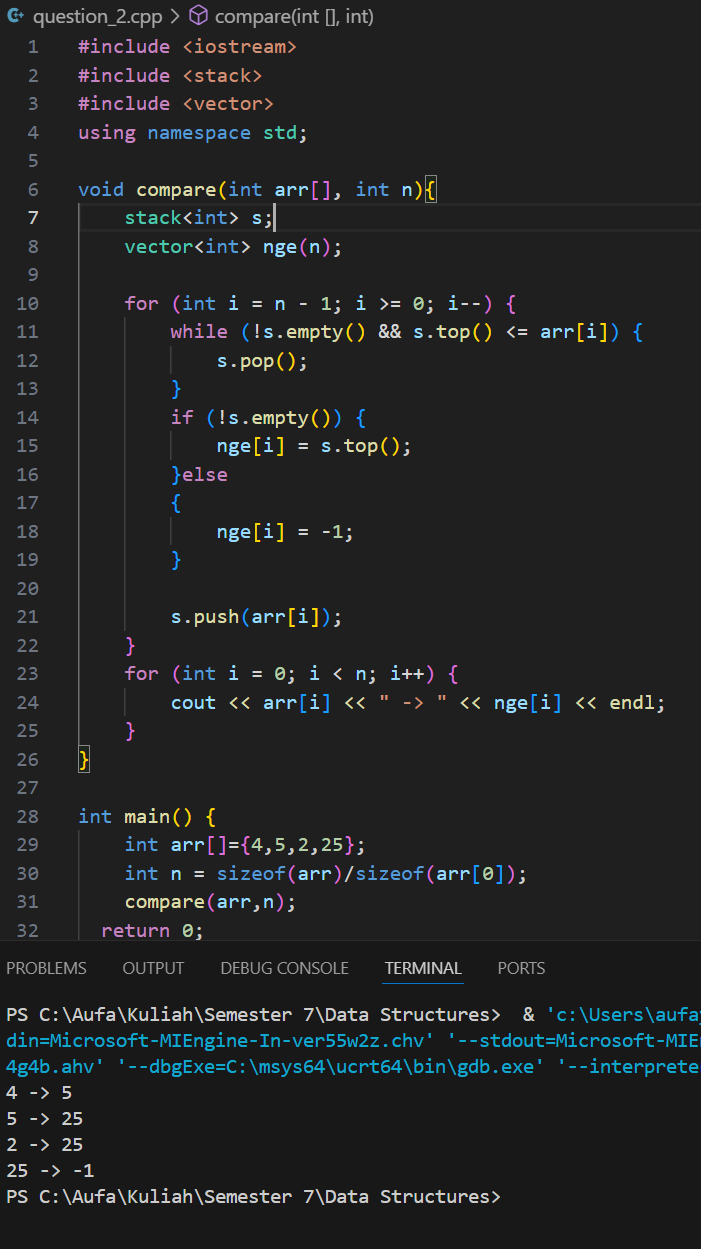 question_2.cpp > compare(int [], int)
1 #include <iostream>
2 #include <stack>
3 #include <vector>
4 using namespace std;
5
6 void compare(int arr[], int n){
7     stack<int> s;
8     vector<int> nge(n);
9
10     for (int i = n - 1; i >= 0; i--) {
11         while (!s.empty() && s.top() <= arr[i]) {
12             s.pop();
13         }
14         if (!s.empty()) {
15             nge[i] = s.top();
16         }else
17         {
18             nge[i] = -1;
19         }
20
21         s.push(arr[i]);
22     }
23     for (int i = 0; i < n; i++) {
24         cout << arr[i] << " -> " << nge[i] << endl;
25     }
26 }
27
28 int main() {
29     int arr[]={4,5,2,25};
30     int n = sizeof(arr)/sizeof(arr[0]);
31     compare(arr,n);
32   return 0;
PROBLEMS OUTPUT DEBUG CONSOLE TERMINAL PORTS
PS C:\Aufa\Kuliah\Semester 7\Data Structures>  & 'c:\Users\aufa
din=Microsoft-MIEngine-In-ver55w2z.chv' '--stdout=Microsoft-MIE
4g4b.ahv' '--dbgExe=C:\msys64\ucrt64\bin\gdb.exe' '--interprete
4 -> 5
5 -> 25
2 -> 25
25 -> -1
PS C:\Aufa\Kuliah\Semester 7\Data Structures>